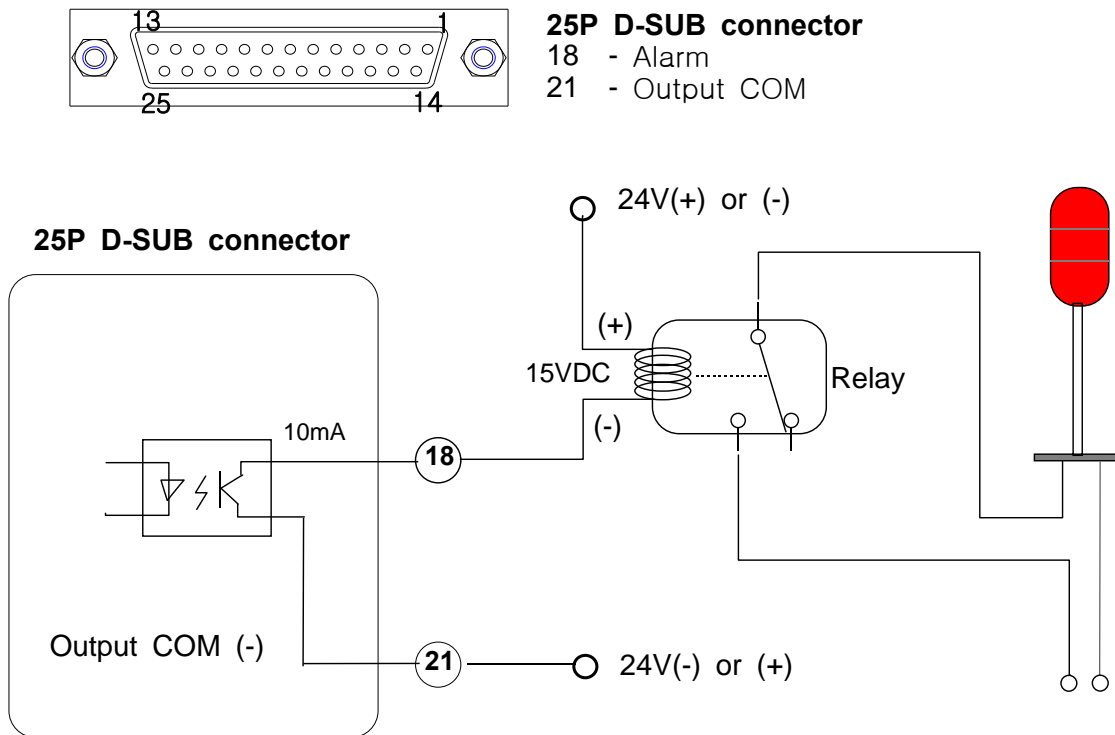 13
1
25
14
25P D-SUB connector
18 - Alarm
21 - Output COM
24V(+) or (-)
25P D-SUB connector
(+)
15VDC
Relay
(-)
10mA
18
Output COM (-)
21
24V(-) or (+)